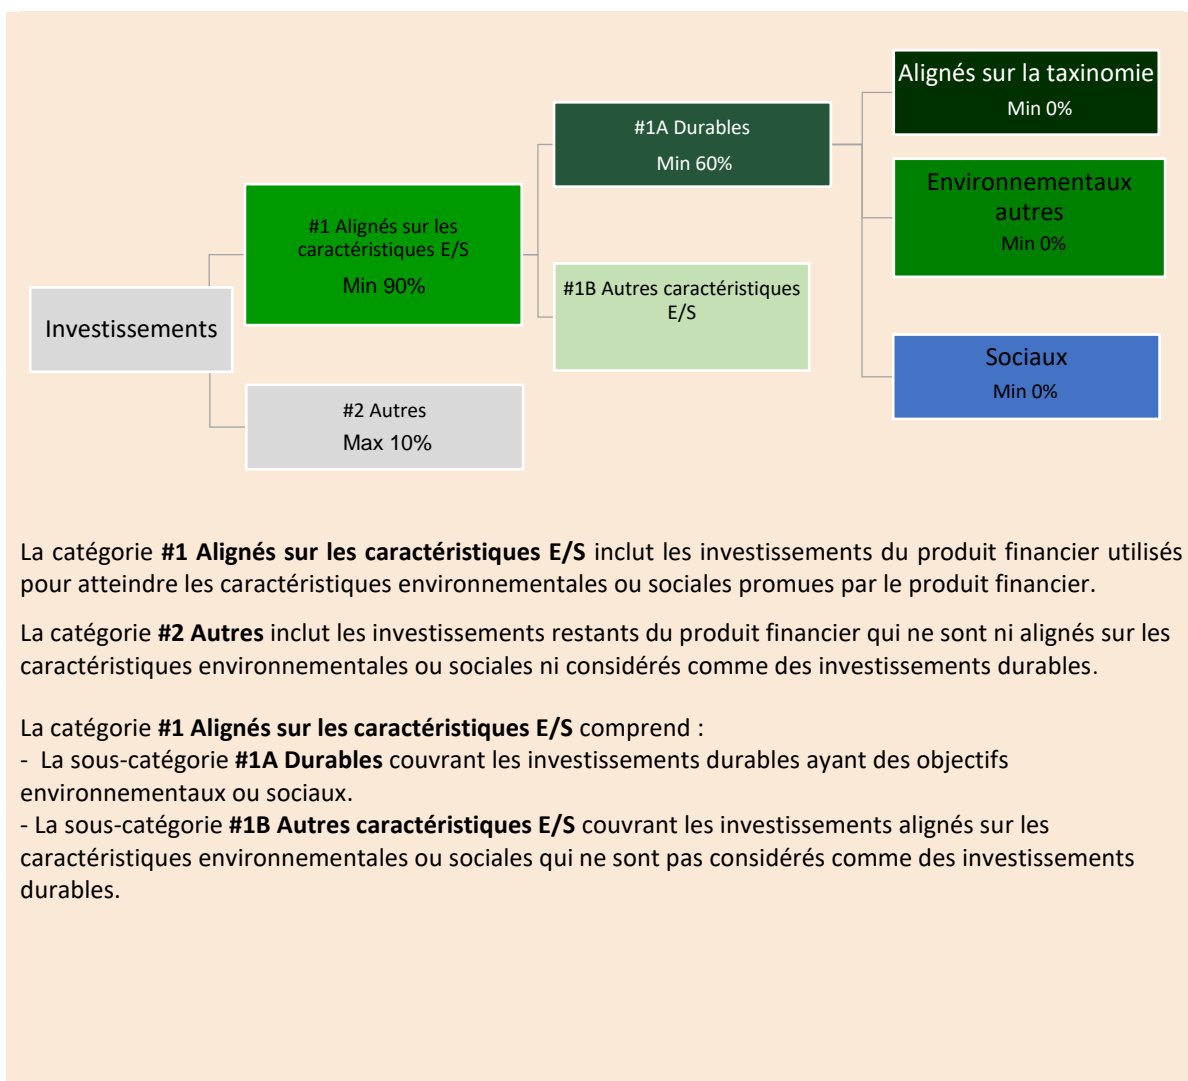 Investissements
#1 Alignés sur les
caractéristiques E/S
Min 90%
#2 Autres
Max 10%
#1A Durables
Min 60%
#1B Autres caractéristiques
E/S
Alignés sur la taxinomie
Min 0%
Environnementaux
autres
Min 0%
Sociaux
Min 0%
La catégorie #1 Alignés sur les caractéristiques E/S inclut les investissements du produit financier utilisés
pour atteindre les caractéristiques environnementales ou sociales promues par le produit financier.
La catégorie #2 Autres inclut les investissements restants du produit financier qui ne sont ni alignés sur les
caractéristiques environnementales ou sociales ni considérés comme des investissements durables.
La catégorie #1 Alignés sur les caractéristiques E/S comprend :
- La sous-catégorie #1A Durables couvrant les investissements durables ayant des objectifs
environnementaux ou sociaux.
- La sous-catégorie #1B Autres caractéristiques E/S couvrant les investissements alignés sur les
caractéristiques environnementales ou sociales qui ne sont pas considérés comme des investissements
durables.